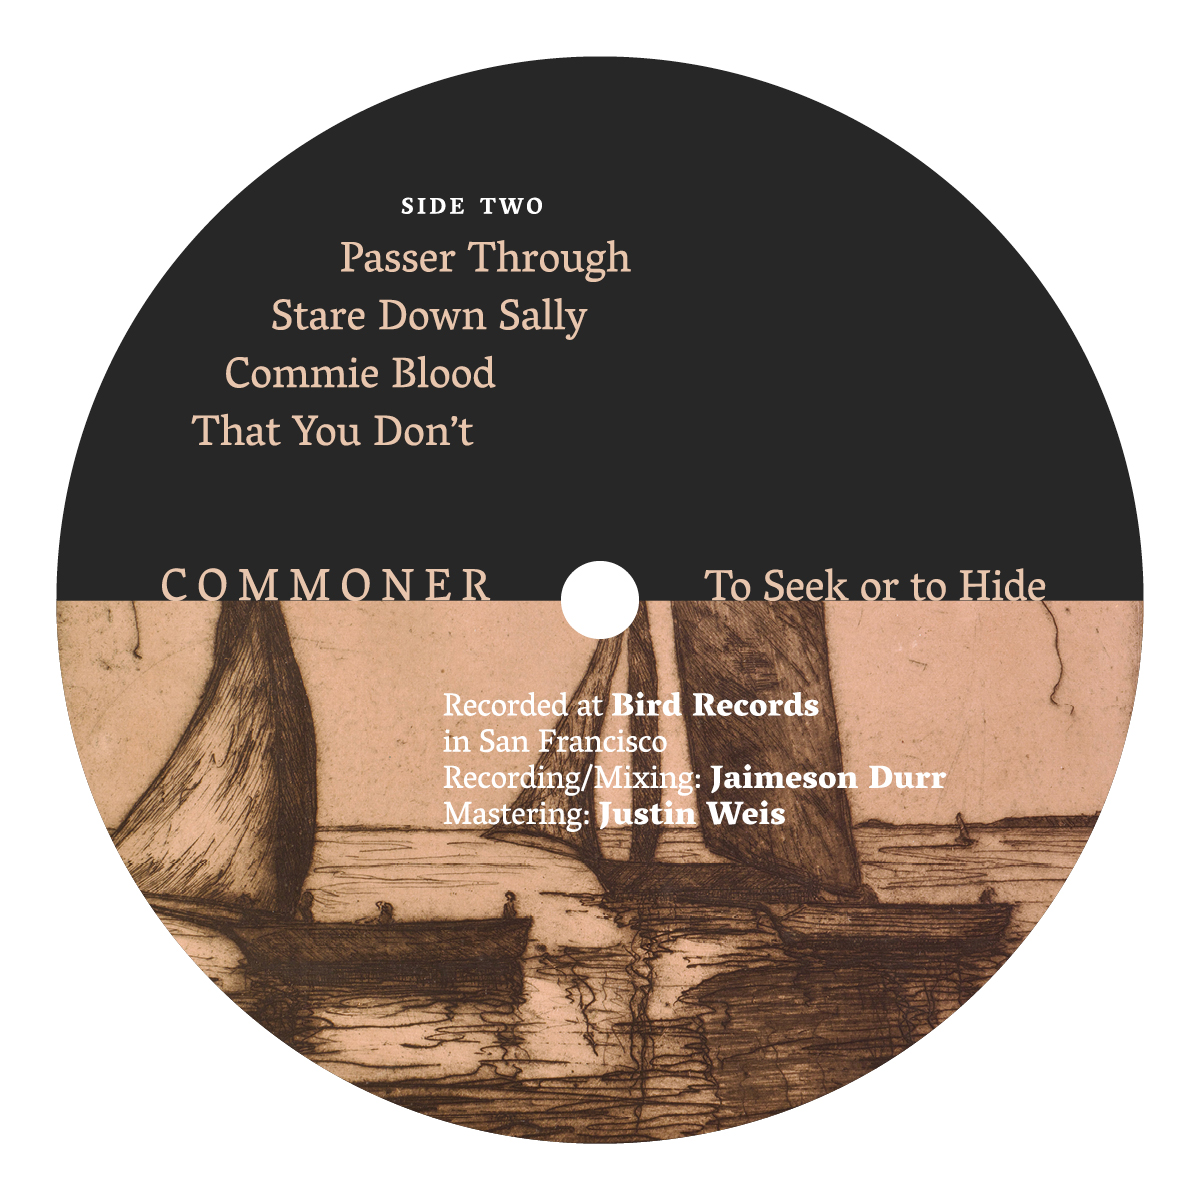 SIDE TWO
Passer Through
Stare Down Sally
Commie Blood
That You Don’t
COMMONER
To Seek or to Hide
Recorded at Bird Records
in San Francisco
Recording/Mixing: Jaimeson Durr
Mastering: Justin Weis